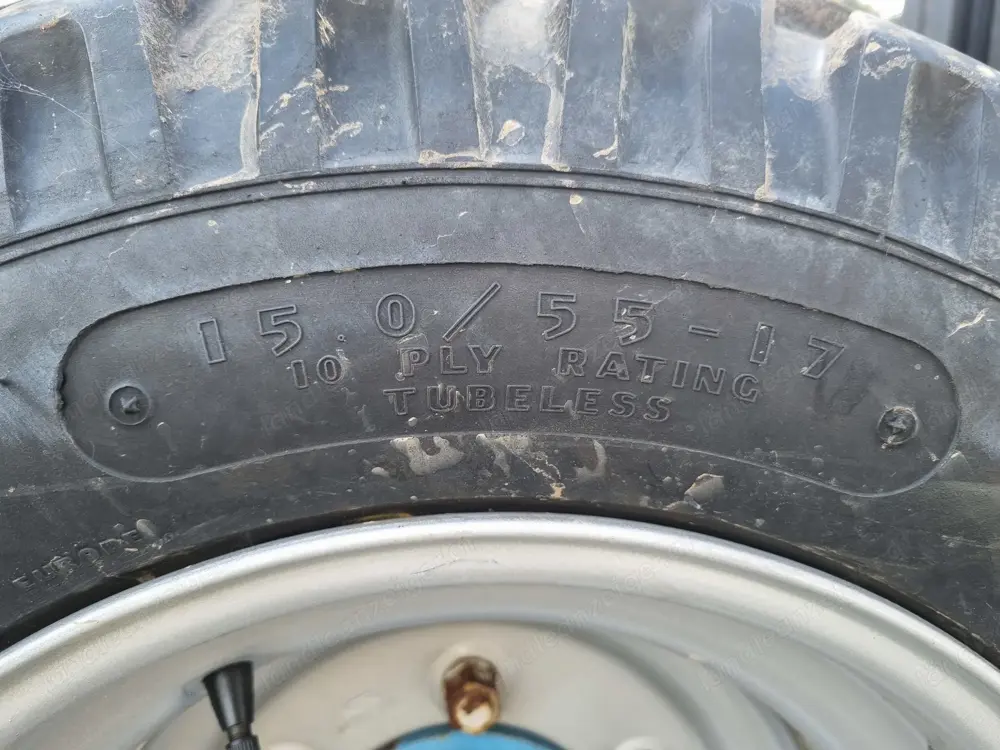 15.0/55-17
10 PLY RATING
TUBELESS